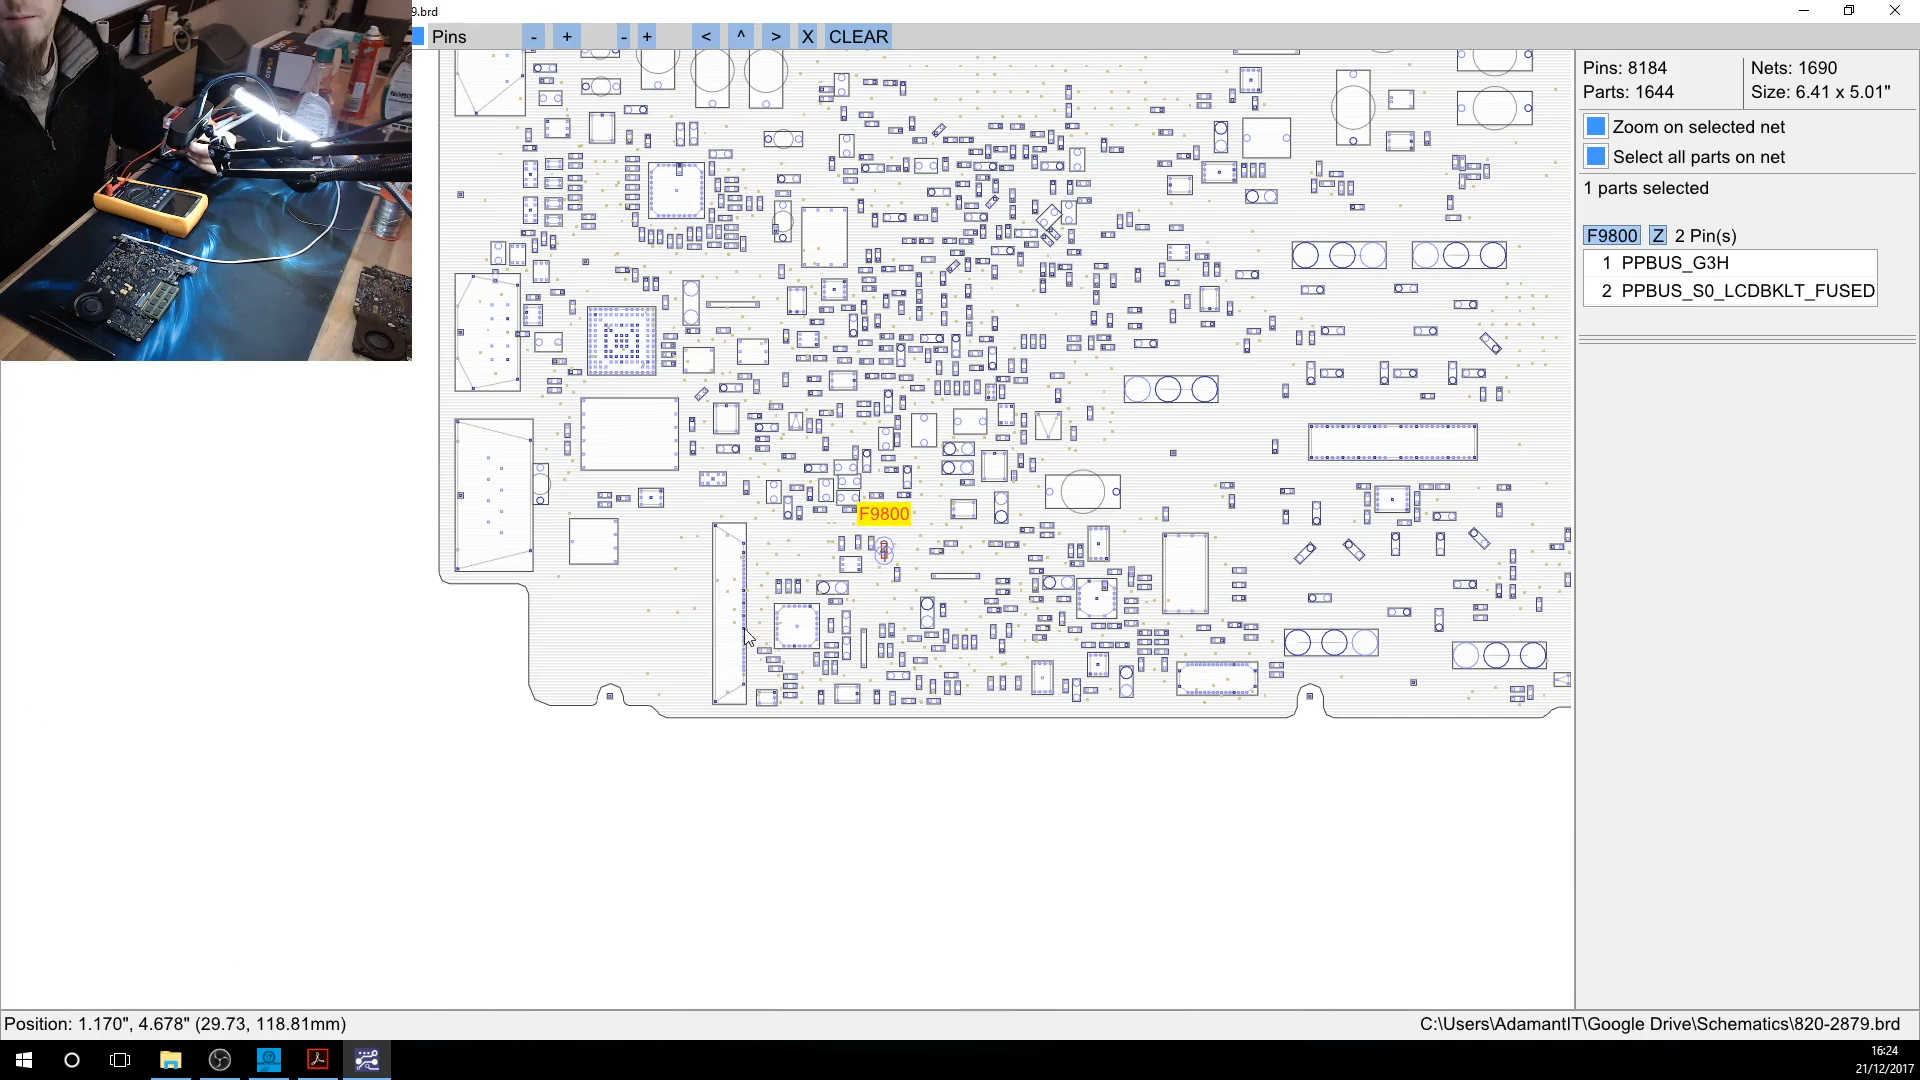 9.brd
Pins - + - + < ^ > X CLEAR
Pins: 8184
Parts: 1644
Nets: 1690
Size: 6.41 x 5.01"
Zoom on selected net
Select all parts on net
1 parts selected
F9800 Z 2 Pin(s)
1 PPBUS_G3H
2 PPBUS_S0_LCDBKLT_FUSED
F9800
Position: 1.170", 4.678" (29.73, 118.81mm)
C:\Users\AdamantIT\Google Drive\Schematics\820-2879.brd
16:24
21/12/2017